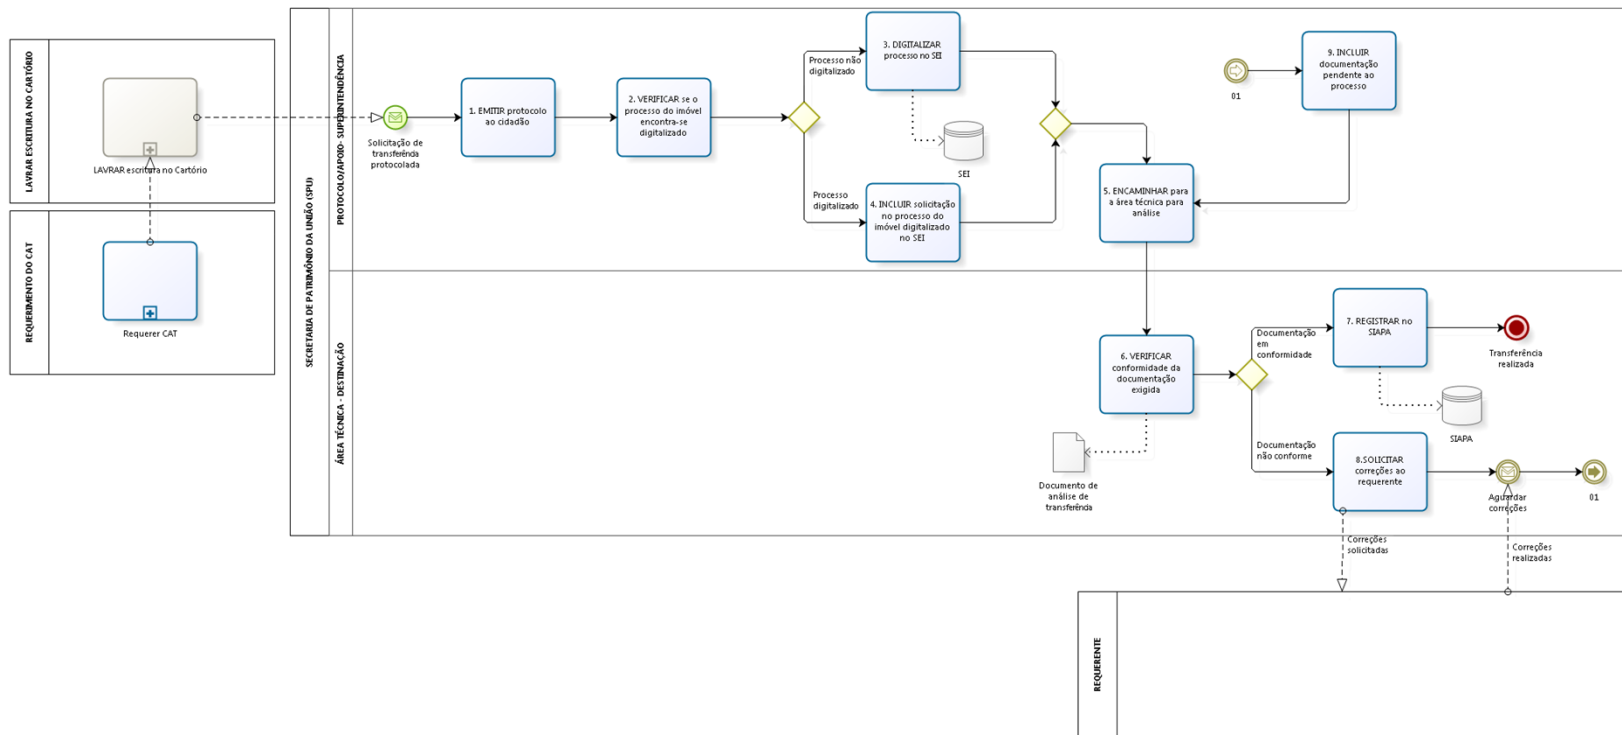 LAVRAR ESCRITURA NO CARTÓRIO
LAVRAR escritura no Cartório
REQUERIMENTO DO CAT
Requerer CAT
SECRETARIA DE PATRIMÔNIO DA UNIÃO (SPU)
PROTOCOLO/APOIO- SUPERINTENDÊNCIA
Solicitação de
transferência
protocolada
1. EMITIR protocolo
ao cidadão
2. VERIFICAR se o
processo do imóvel
encontra-se
digitalizado
Processo não
digitalizado
3. DIGITALIZAR
processo no SEI
SEI
Processo
digitalizado
4. INCLUIR solicitação
no processo do
imóvel digitalizado
no SEI
5. ENCAMINHAR para
a área técnica para
análise
01
9. INCLUIR
documentação
pendente ao
processo
ÁREA TÉCNICA - DESTINAÇÃO
6. VERIFICAR
conformidade da
documentação
exigida
Documento de
análise de
transferência
Documentação
em
conformidade
7. REGISTRAR no
SIAPA
Transferência
realizada
SIAPA
Documentação
não conforme
8.SOLICITAR
correções ao
requerente
Aguardar
correções
01
Correções
solicitadas
Correções
realizadas
REQUERENTE